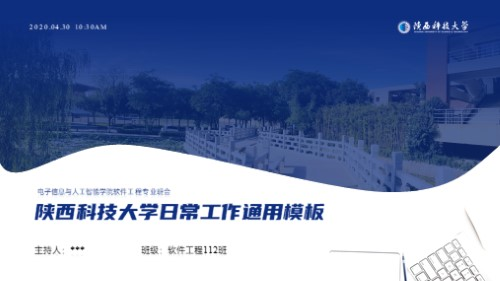 2020.04.30 10:30AM
陕西科技大学
电子信息与人工智能学院软件工程专业班会
陕西科技大学日常工作通用模板
主持人：*** 班级：软件工程112班